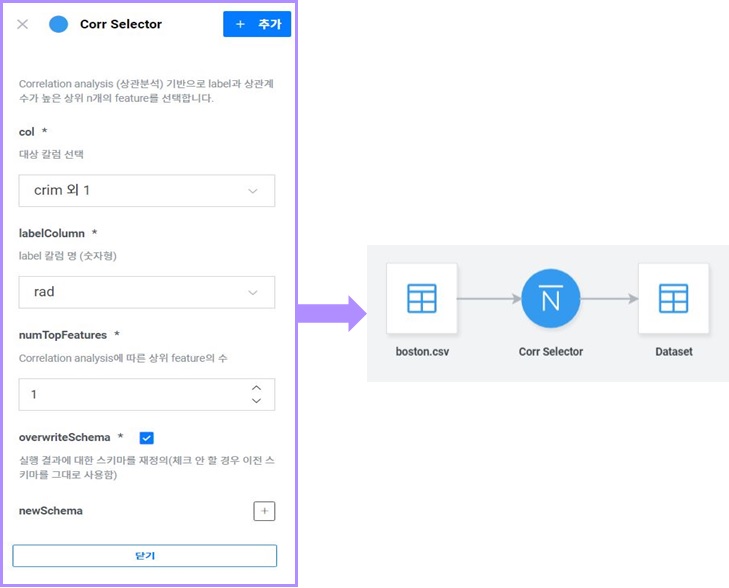 Corr Selector
+ 추가
Correlation analysis (상관분석) 기반으로 label과 상관계
수가 높은 상위 n개의 feature를 선택합니다.
col *
대상 칼럼 선택
crim 외 1
labelColumn *
label 칼럼 명 (숫자형)
rad
numTopFeatures *
Correlation analysis에 따른 상위 feature의 수
1
overwriteSchema *
실행 결과에 대한 스키마를 재정의(체크 안 할 경우 이전 스
키마를 그대로 사용함)
newSchema
닫기
N
boston.csv
Corr Selector
Dataset